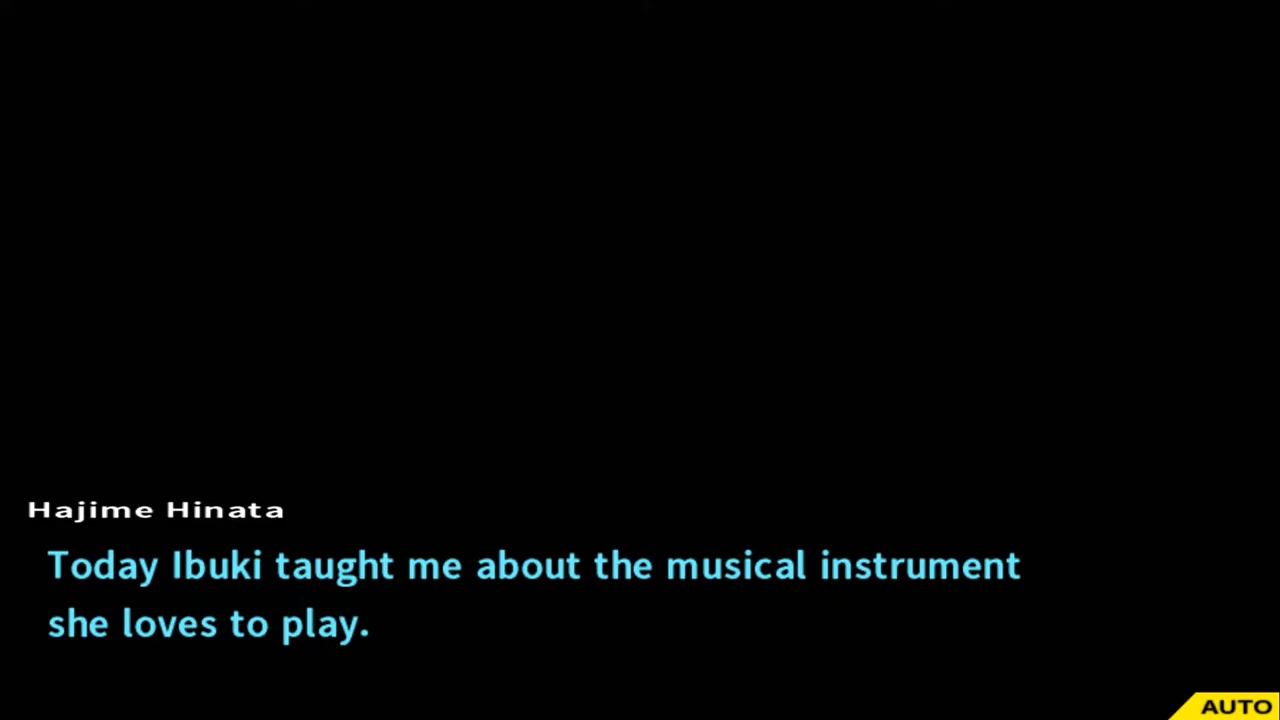 Hajime Hinata
Today Ibuki taught me about the musical instrument
she loves to play.
AUTO